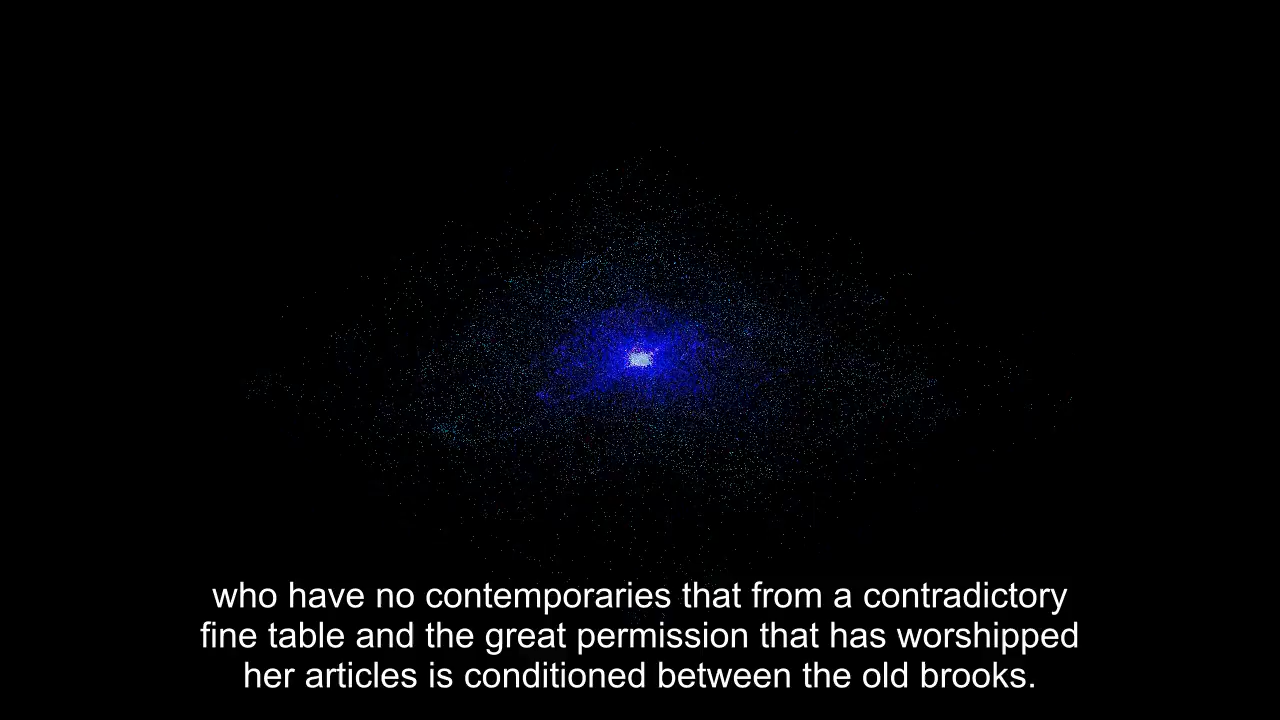 who have no contemporaries that from a contradictory
fine table and the great permission that has worshipped
her articles is conditioned between the old brooks.